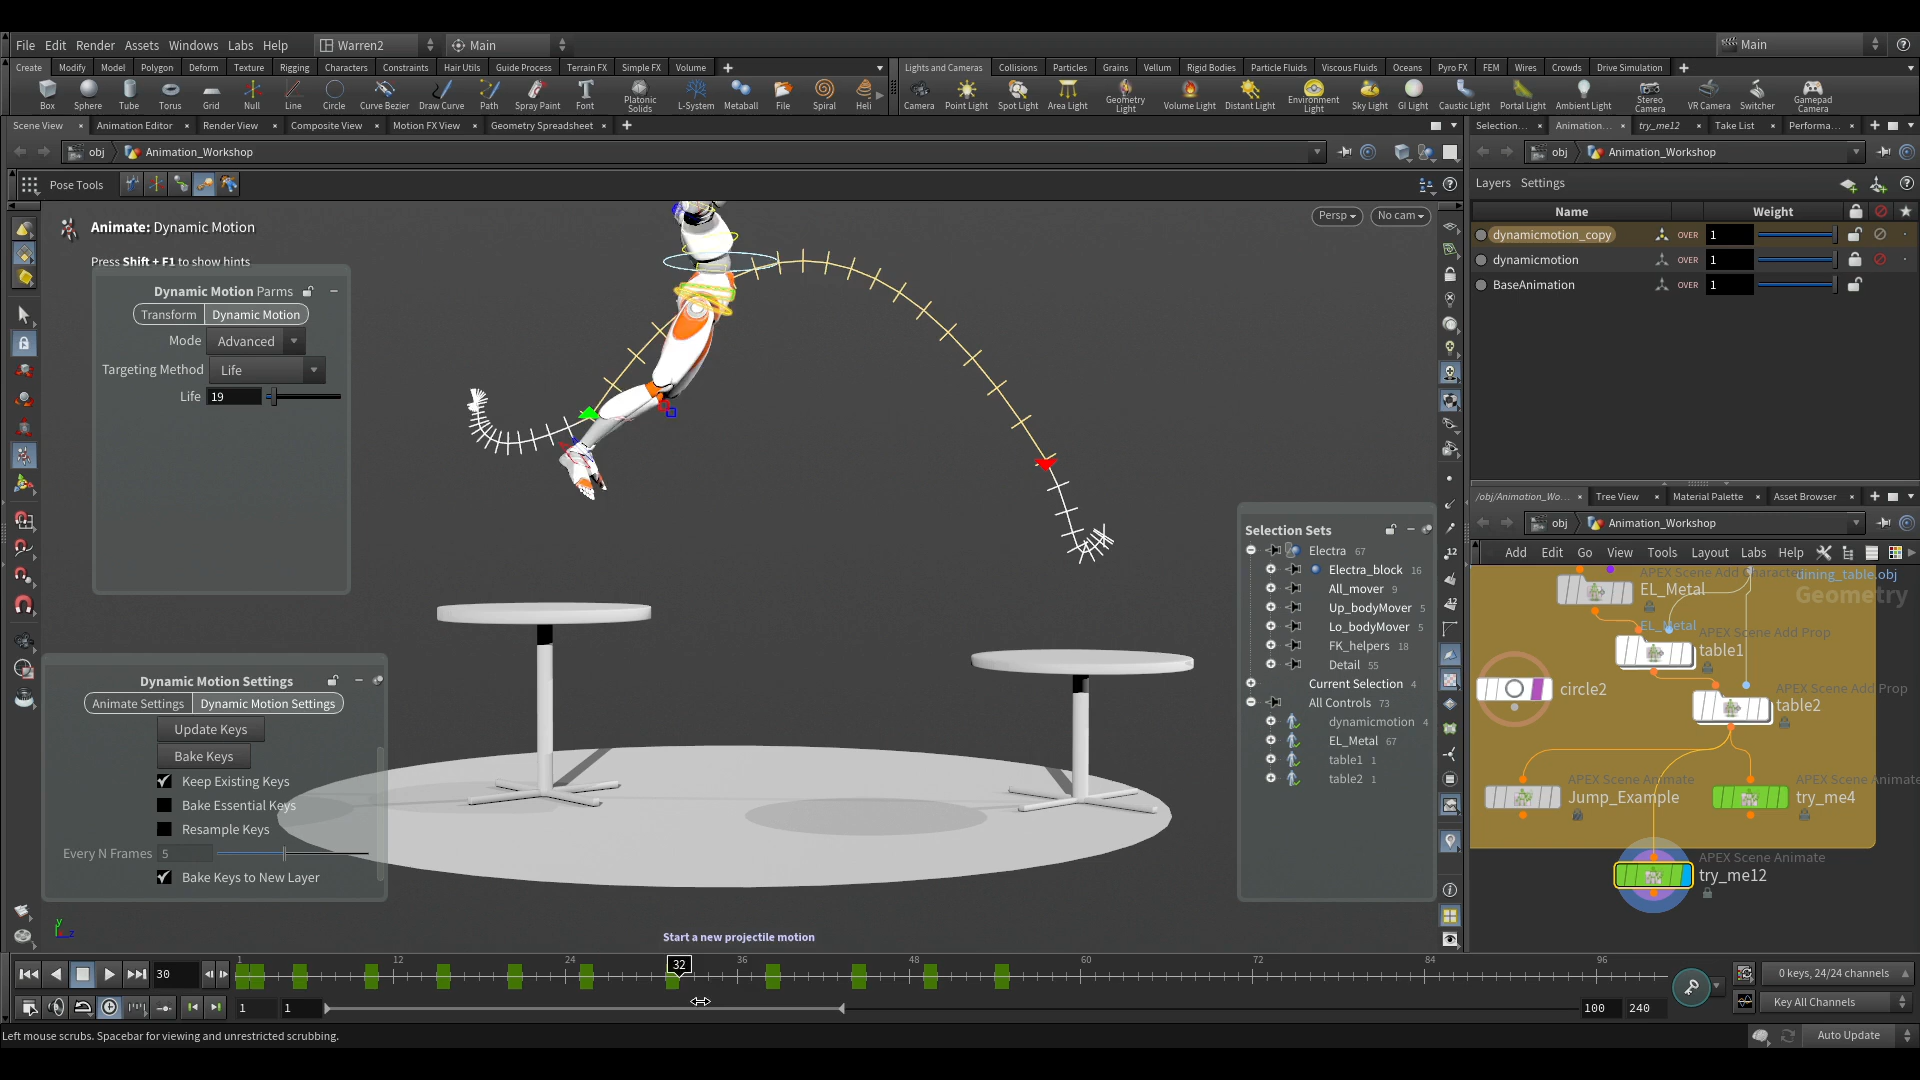 File Edit Render Assets Windows Labs Help Warren2 Main Main
Create Modify Model Polygon Deform Texture Rigging Characters Constraints Hair Utils Guide Process Terrain FX Simple FX Volume
Lights and Cameras Collisions Particles Grains Vellum Rigid Bodies Particle Fluids Viscous Fluids Oceans Pyro FX FEM Wires Crowds Drive Simulation
Box Sphere Tube Torus Grid Null Line Circle Curve Bezier Draw Curve Path Spray Paint Font Platonic Solids L-System Metaball File Spiral Heli
Camera Point Light Spot Light Area Light Geometry Light Volume Light Distant Light Environment Light Sky Light GI Light Caustic Light Portal Light Ambient Light Stereo Camera VR Camera Switcher Gamepad Camera
Scene View Animation Editor Render View Composite View Motion FX View Geometry Spreadsheet
Selection... Animation... try_me12 Take List Performa...
obj Animation_Workshop
obj Animation_Workshop
Pose Tools
Layers Settings
Name Weight
dynamicmotion_copy OVER 1
dynamicmotion OVER 1
BaseAnimation OVER 1
Persp No cam
Animate: Dynamic Motion
Press Shift + F1 to show hints
Dynamic Motion Parms
Transform Dynamic Motion
Mode Advanced
Targeting Method Life
Life 19
Dynamic Motion Settings
Animate Settings Dynamic Motion Settings
Update Keys
Bake Keys
Keep Existing Keys
Bake Essential Keys
Resample Keys
Every N Frames 5
Bake Keys to New Layer
Selection Sets
Electra 67
Electra_block 16
All_mover 9
Up_bodyMover 5
Lo_bodyMover 5
FK_helpers 18
Detail 55
Current Selection 4
All Controls 73
dynamicmotion 4
EL_Metal 67
table1 1
table2 1
/obj/Animation_Wo... Tree View Material Palette Asset Browser
obj Animation_Workshop
Add Edit Go View Tools Layout Labs Help
APEX Scene Add Character
dining_table.obj
EL_Metal
Geometry
EL_Metal
APEX Scene Add Prop
table1
circle2
APEX Scene Add Prop
table2
APEX Scene Animate
Jump_Example
APEX Scene Animate
try_me4
APEX Scene Animate
try_me12
y
z
12
12
Start a new projectile motion
30
1 12 24 32 36 48 60 72 84 96
0 keys, 24/24 channels
1 1 100 240
Key All Channels
Left mouse scrubs. Spacebar for viewing and unrestricted scrubbing.
Auto Update